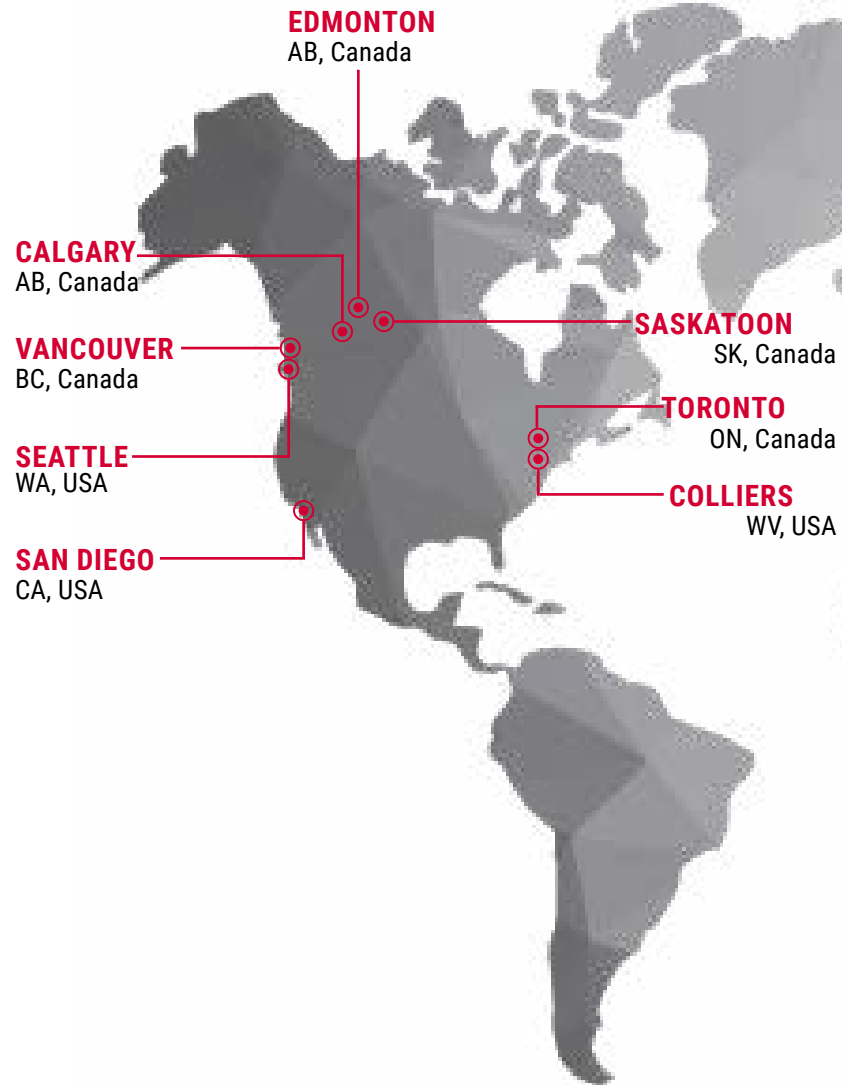 EDMONTON
AB, Canada
CALGARY
AB, Canada
SASKATOON
SK, Canada
VANCOUVER
BC, Canada
TORONTO
ON, Canada
SEATTLE
WA, USA
COLLIERS
WV, USA
SAN DIEGO
CA, USA